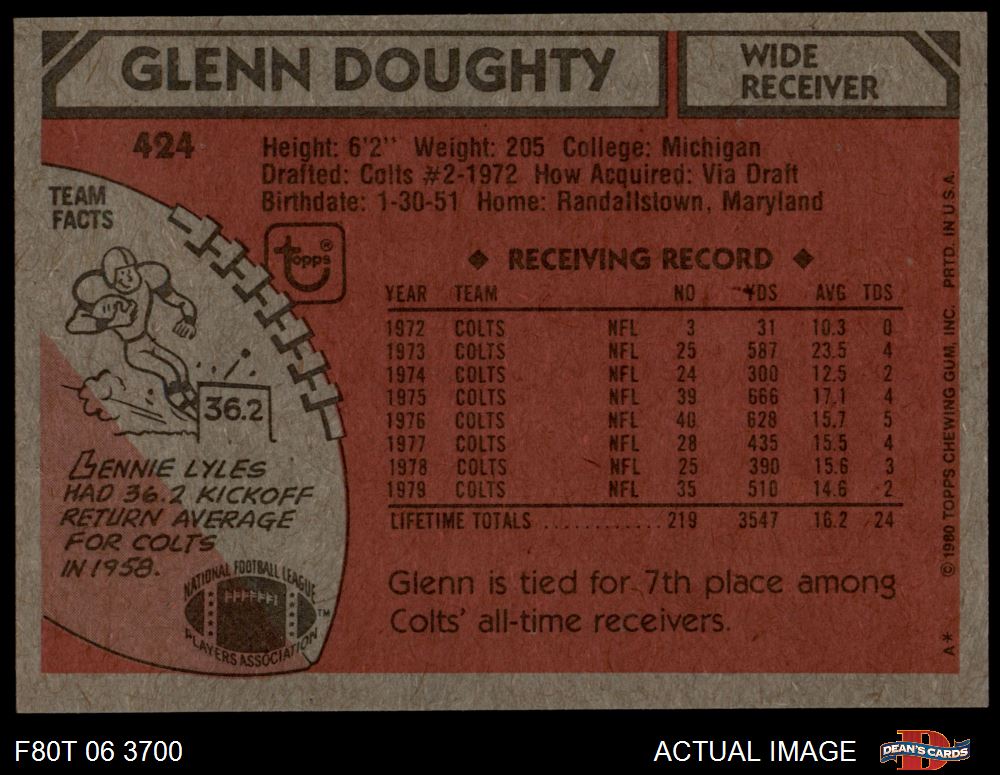 GLENN DOUGHTY
WIDE
RECEIVER
424
Height: 6'2" Weight: 205 College: Michigan
Drafted: Colts #2-1972 How Acquired: Via Draft
Birthdate: 1-30-51 Home: Randallstown, Maryland
TEAM
FACTS
topps®
36.2
LENNIE LYLES
HAD 36.2 KICKOFF
RETURN AVERAGE
FOR COLTS
IN 1958.
NATIONAL FOOTBALL LEAGUE
PLAYERS ASSOCIATION
TM
◆ RECEIVING RECORD ◆
YEAR TEAM NO YDS AVG TDS
1972 COLTS NFL 3 31 10.3 0
1973 COLTS NFL 25 587 23.5 4
1974 COLTS NFL 24 300 12.5 2
1975 COLTS NFL 39 666 17.1 4
1976 COLTS NFL 40 628 15.7 5
1977 COLTS NFL 28 435 15.5 4
1978 COLTS NFL 25 390 15.6 3
1979 COLTS NFL 35 510 14.6 2
LIFETIME TOTALS ............ 219 3547 16.2 24
Glenn is tied for 7th place among
Colts' all-time receivers.
A* © 1980 TOPPS CHEWING GUM, INC. PRTD. IN U.S.A.
F80T 06 3700
ACTUAL IMAGE
D
DEAN'S CARDS